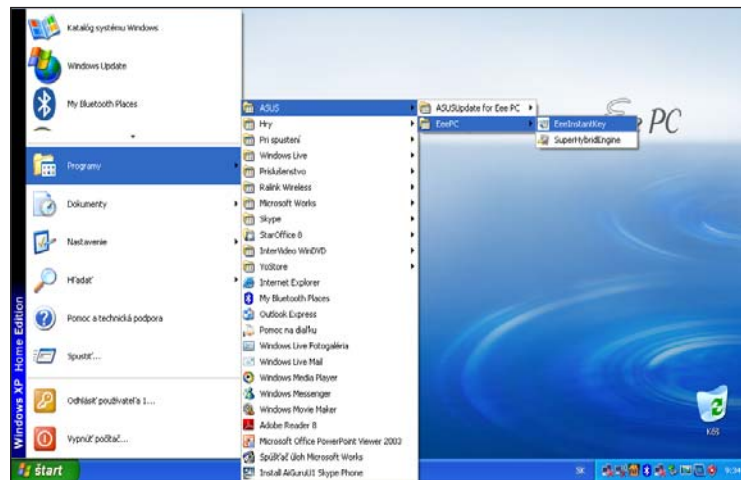 Katalóg systému Windows
Windows Update
My Bluetooth Places
Programy
Dokumenty
Nastavenie
Hľadať
Pomoc a technická podpora
Spustiť...
Odhlásiť používateľa 1...
Vypnúť počítač...
Windows XP Home Edition
ASUS
Hry
Pri spustení
Windows Live
Príslušenstvo
Ralink Wireless
Microsoft Works
Skype
StarOffice 8
InterVideo WinDVD
YoStore
Internet Explorer
My Bluetooth Places
Outlook Express
Pomoc na diaľku
Windows Live Fotogaléria
Windows Live Mail
Windows Media Player
Windows Messenger
Windows Movie Maker
Adobe Reader 8
Microsoft Office PowerPoint Viewer 2003
Spúšťač úloh Microsoft Works
Install AiGuruU1 Skype Phone
ASUSUpdate for Eee PC
EeePC
EeeInstantKey
SuperHybridEngine
PC
Kôš
štart
SK
9:34